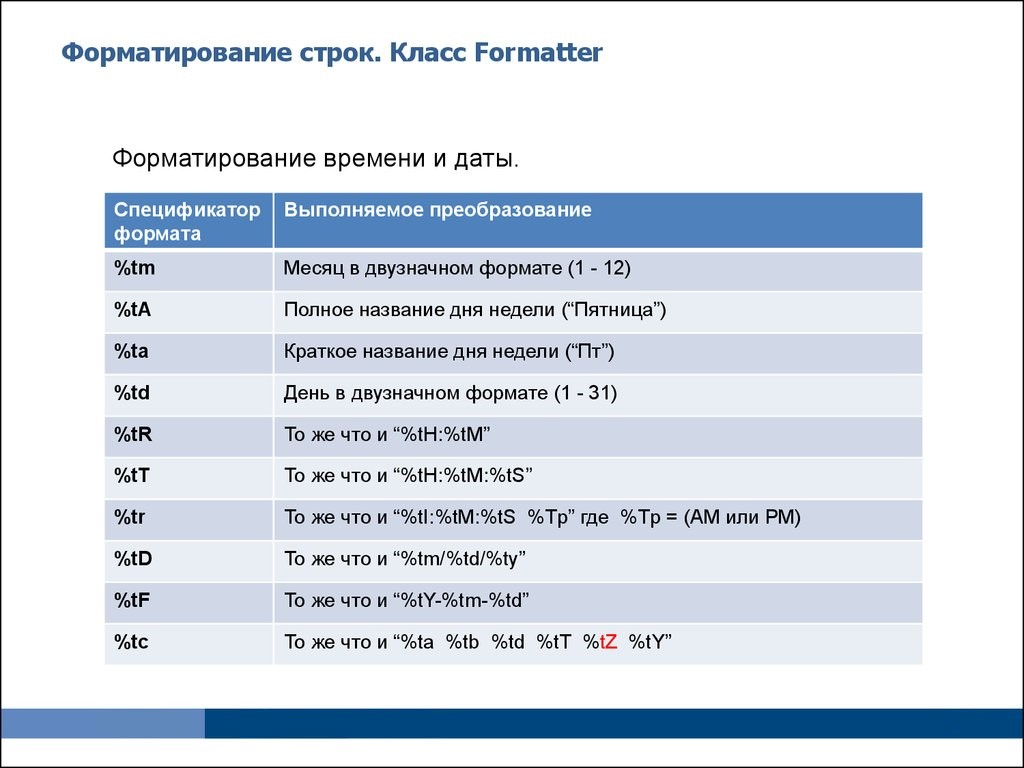 Форматирование строк. Класс Formatter
Форматирование времени и даты.
Спецификатор формата
Выполняемое преобразование
%tm
Месяц в двузначном формате (1 - 12)
%tA
Полное название дня недели (“Пятница”)
%ta
Краткое название дня недели (“Пт”)
%td
День в двузначном формате (1 - 31)
%tR
То же что и “%tH:%tM”
%tT
То же что и “%tH:%tM:%tS”
%tr
То же что и “%tI:%tM:%tS %Tp” где %Tp = (AM или PM)
%tD
То же что и “%tm/%td/%ty”
%tF
То же что и “%tY-%tm-%td”
%tc
То же что и “%ta %tb %td %tT %tZ %tY”